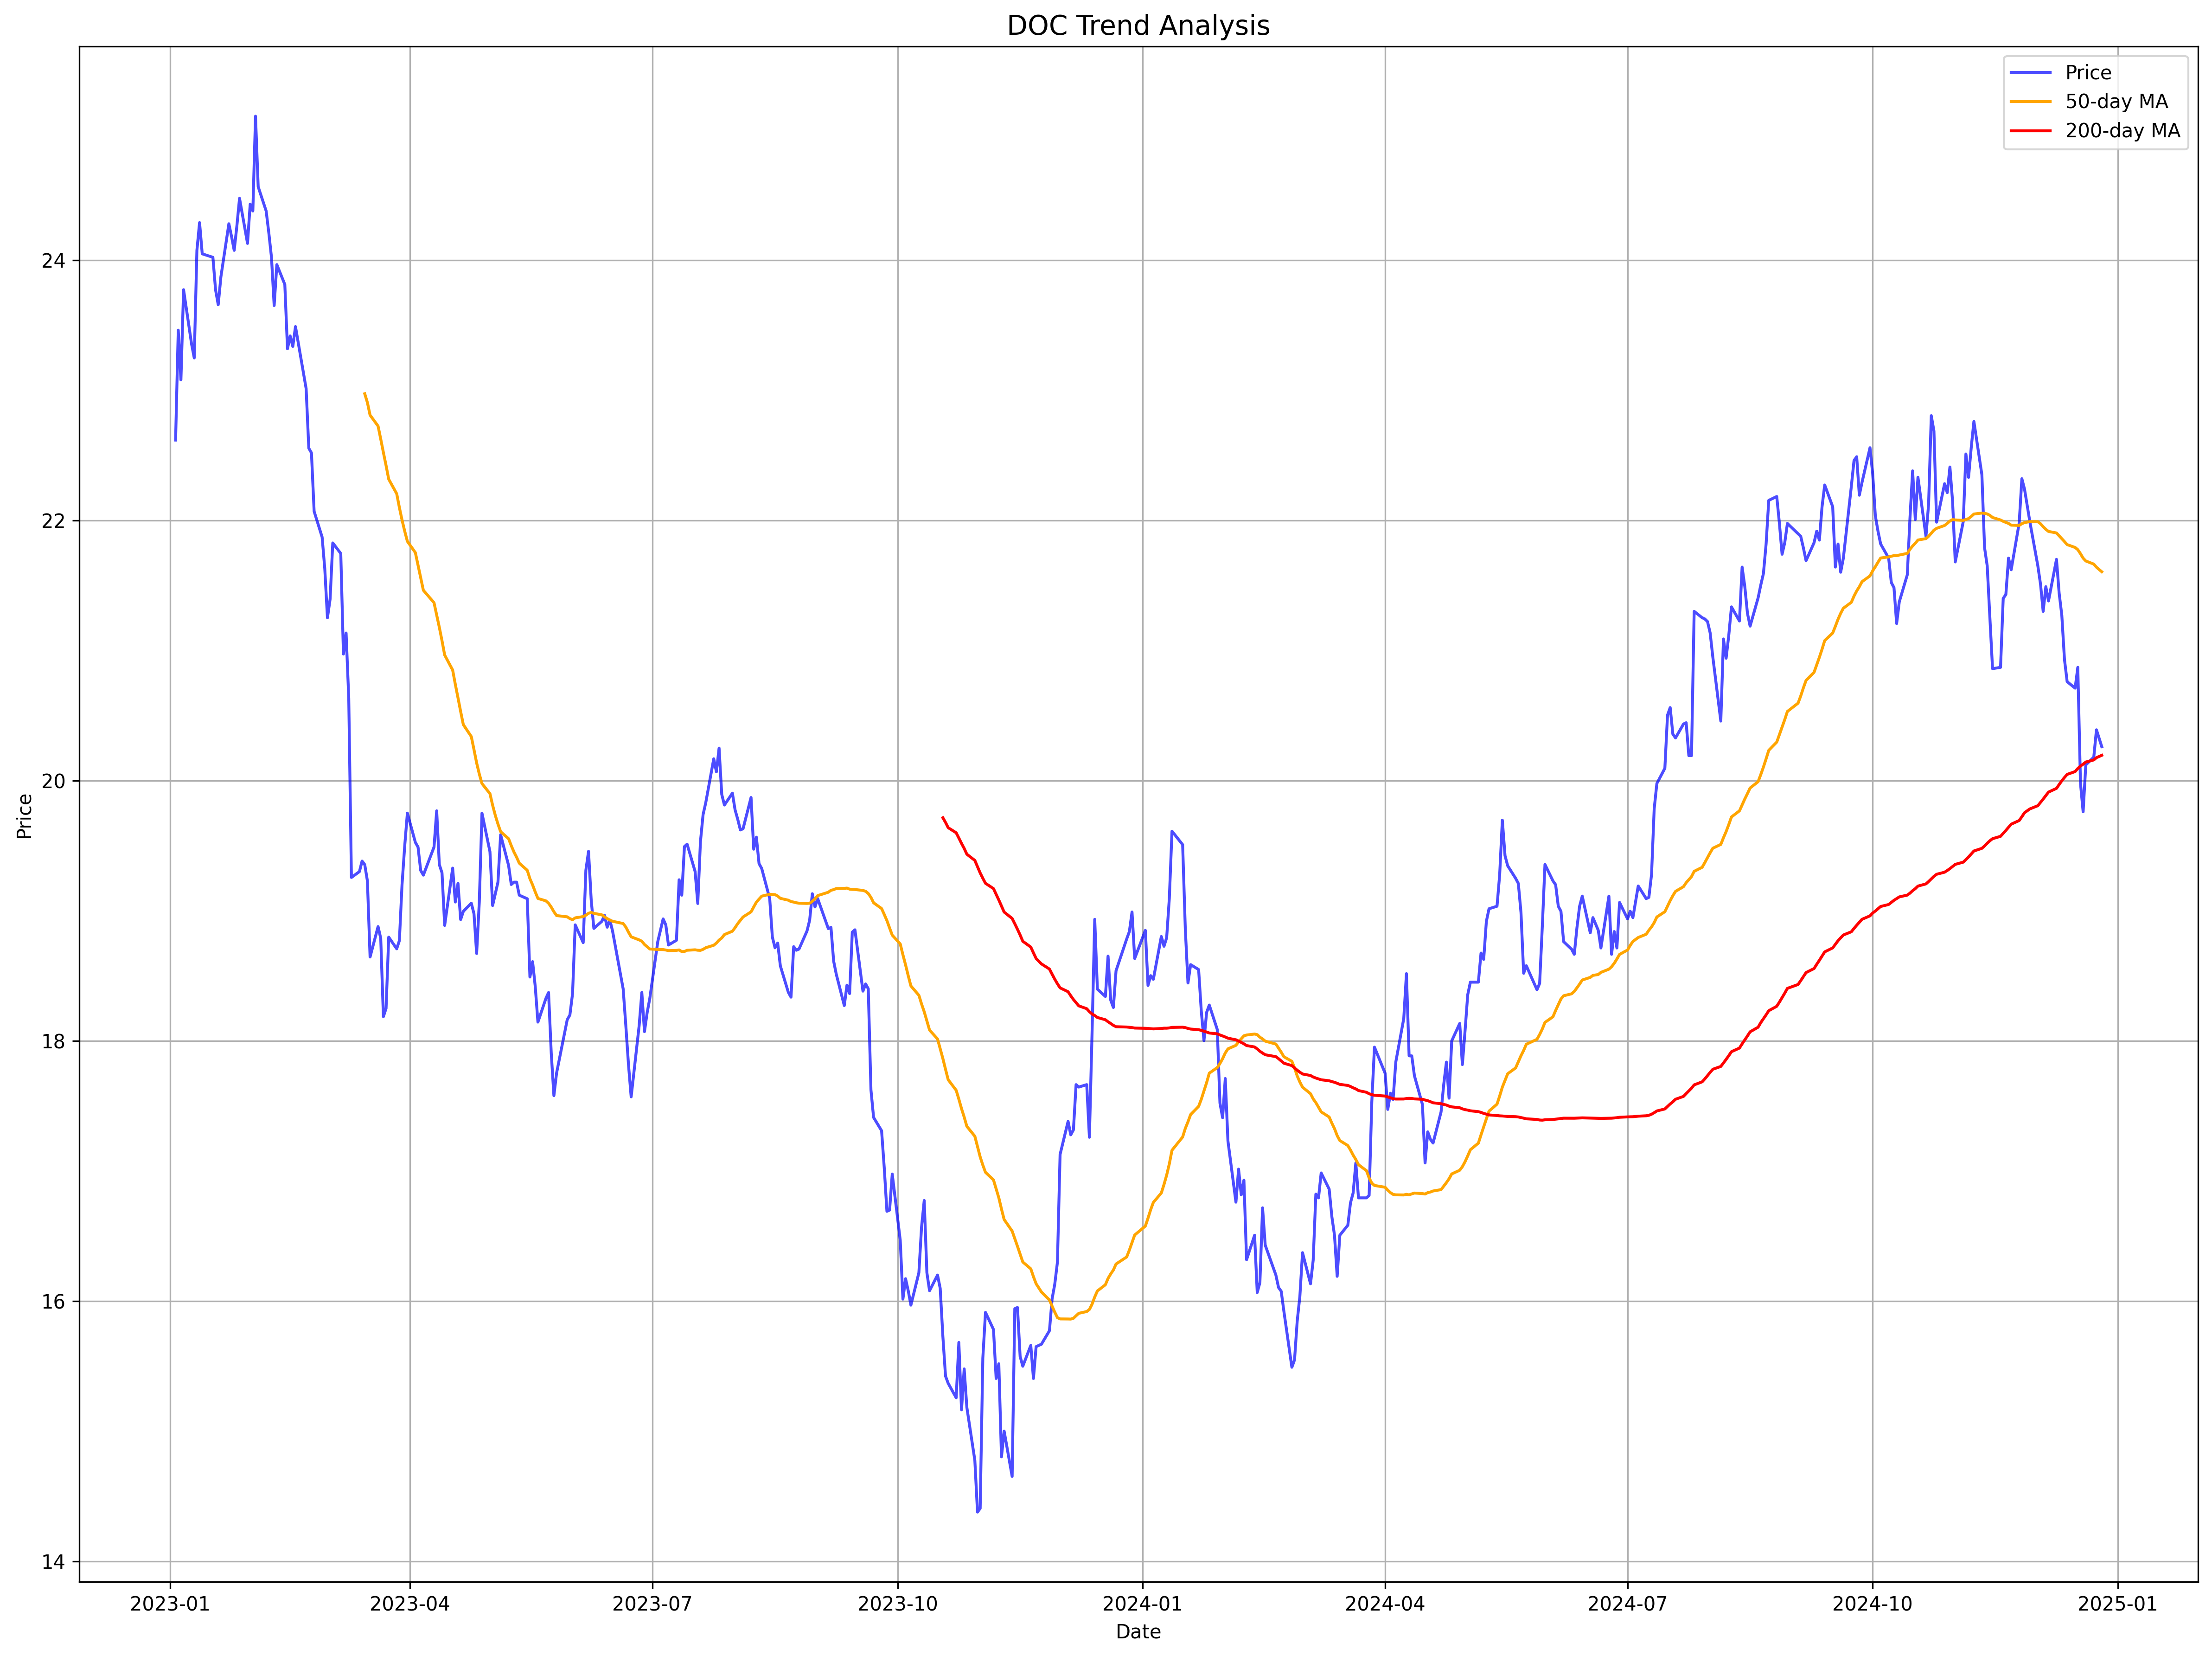 DOC Trend Analysis
Price
50-day MA
200-day MA
24
22
20
18
16
14
Price
2023-01
2023-04
2023-07
2023-10
2024-01
2024-04
2024-07
2024-10
2025-01
Date